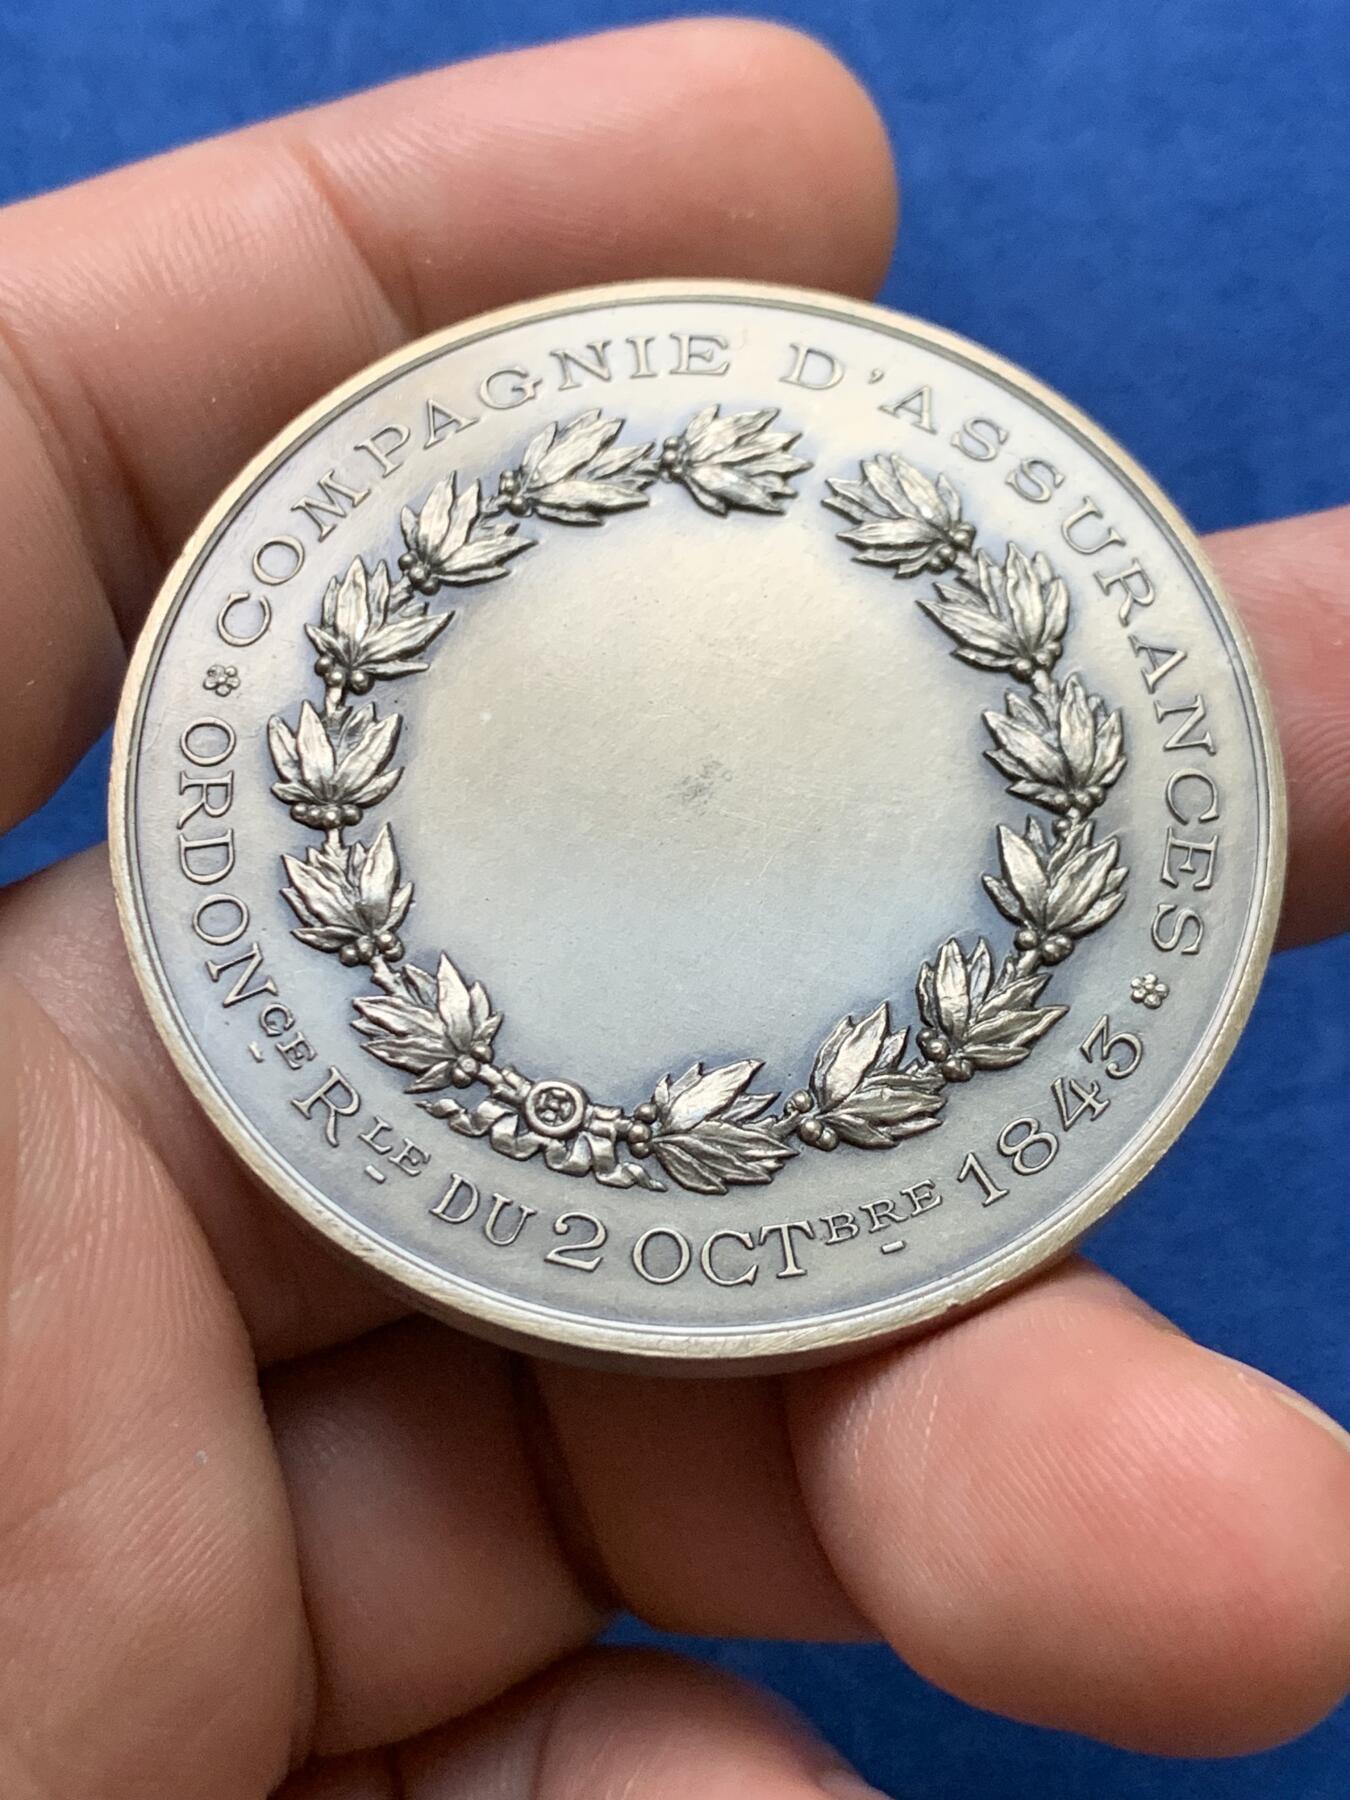 COMPAGNIE D'ASSURANCES
ORDONCE RLE DU 2 OCTBRE 1843